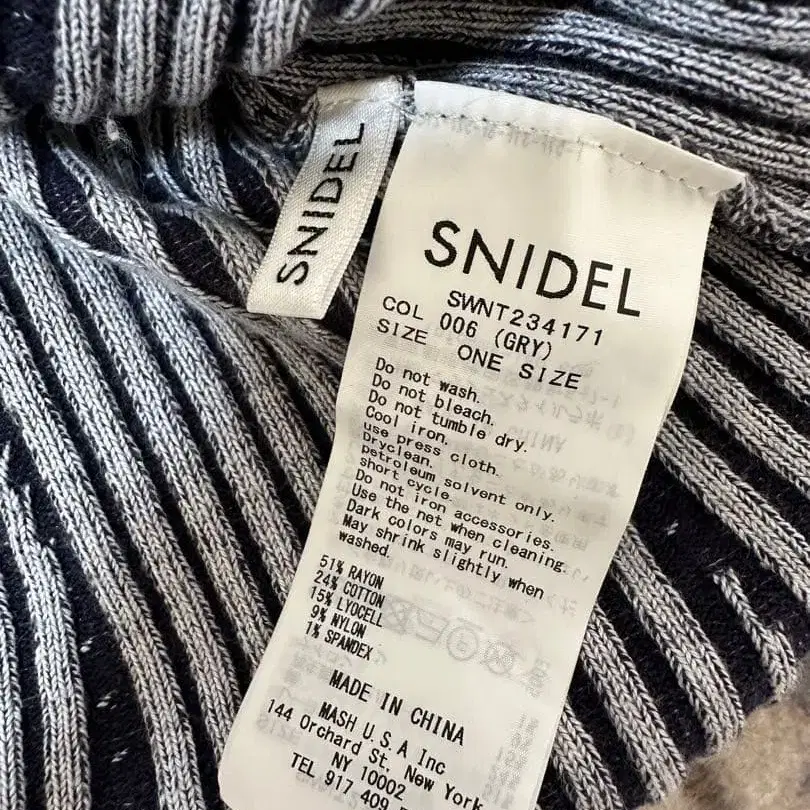 SNIDEL
SNIDEL
SWNT234171
COL 006 (GRY)
SIZE ONE SIZE
Do not wash.
Do not bleach.
Do not tumble dry.
Cool iron.
use press cloth.
Dryclean.
petroleum solvent only.
short cycle.
Do not iron accessories.
Use the net when cleaning.
Dark colors may run.
May shrink slightly when
washed.
51% RAYON
24% COTTON
15% LYOCELL
9% NYLON
1% SPANDEX
MADE IN CHINA
MASH U.S.A Inc
144 Orchard St. New York
NY 10002
TEL 917 409